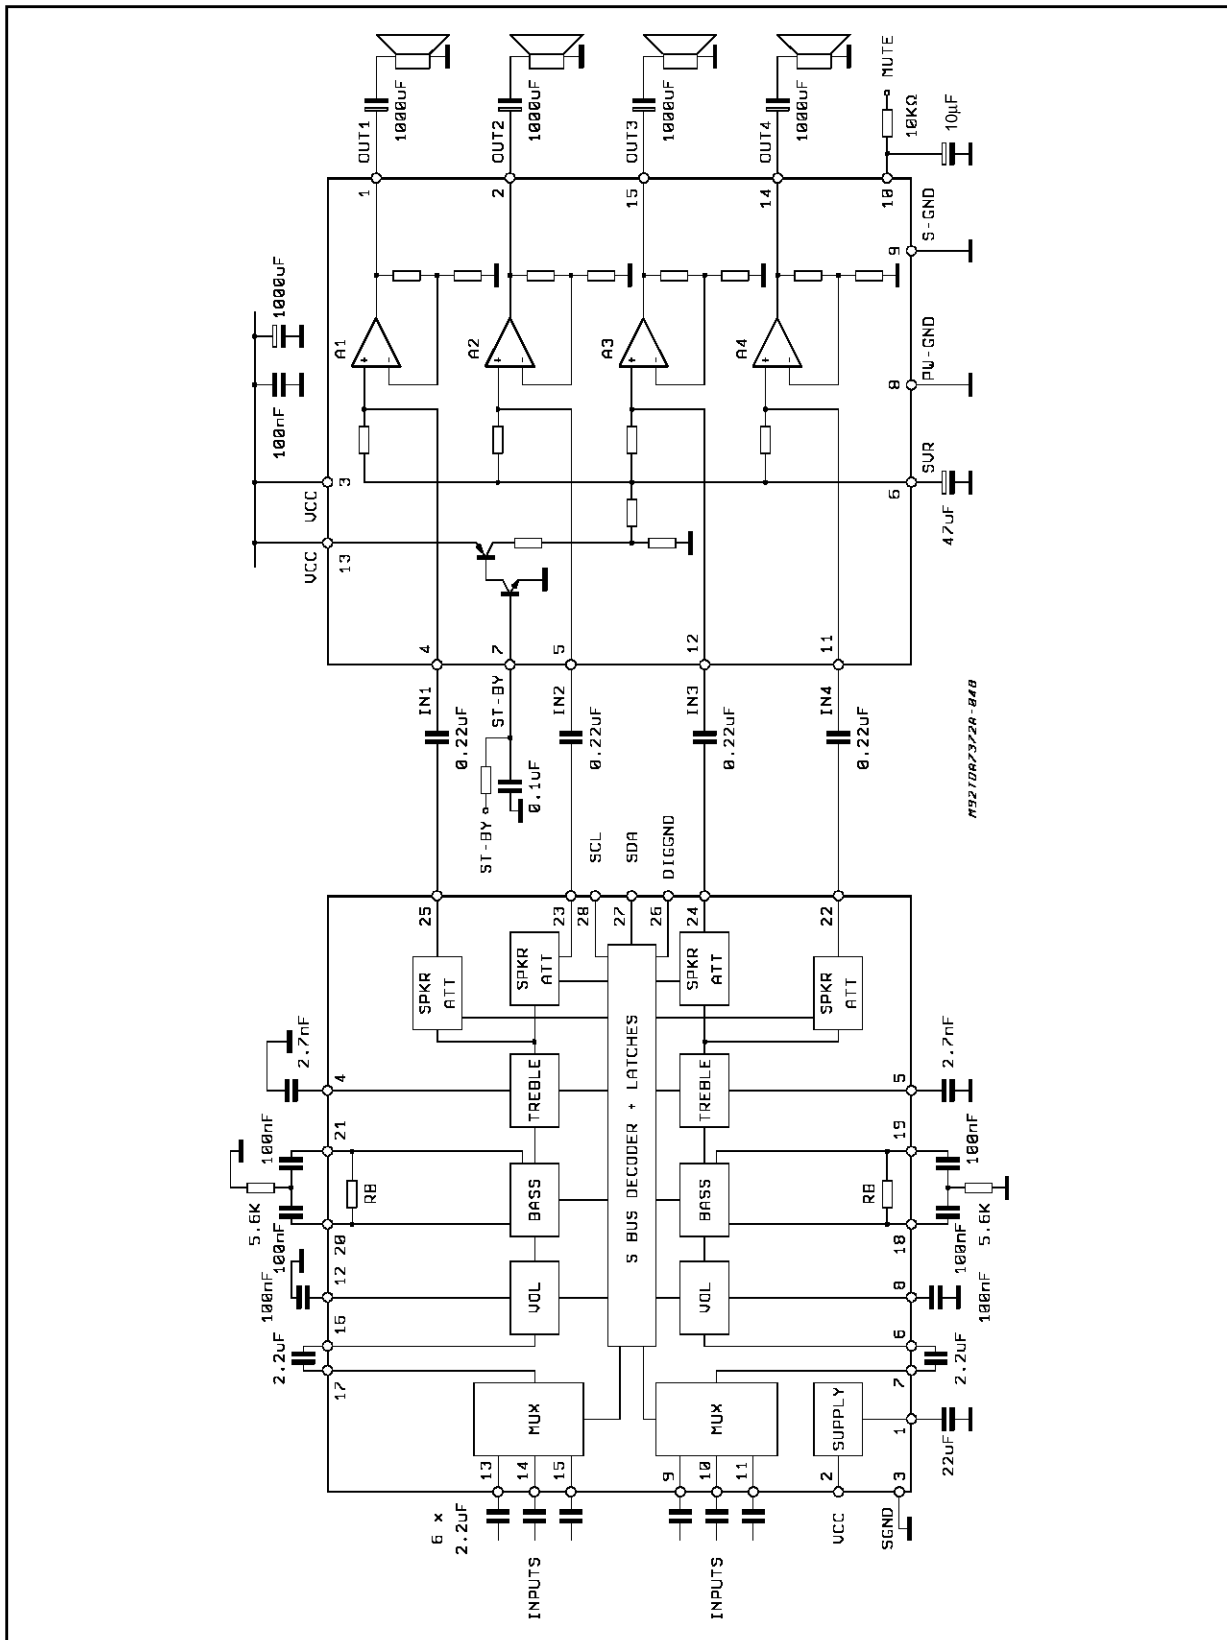 OUT1
1000uF
OUT2
1000uF
OUT3
1000uF
OUT4
1000uF
MUTE
10KΩ
10μF
1
2
15
14
10
S-GND
9
PW-GND
8
SVR
6
47uF
1000uF
100nF
A1
+
-
A2
+
-
A3
+
-
A4
+
-
VCC
3
VCC
13
4
7
5
12
11
IN1
0.22uF
ST-BY
ST-BY
0.1uF
IN2
0.22uF
IN3
0.22uF
IN4
0.22uF
SCL
SDA
DIGGND
M92TDA7372A-04B
25
23
28
27
26
24
22
SPKR
ATT
SPKR
ATT
SPKR
ATT
SPKR
ATT
2.7nF
4
TREBLE
TREBLE
5
2.7nF
S BUS DECODER + LATCHES
100nF
21
5.6K
RB
BASS
BASS
RB
19
100nF
5.6K
100nF
20
18
100nF
100nF
12
VOL
VOL
8
100nF
16
2.2uF
17
6
2.2uF
7
MUX
MUX
SUPPLY
1
22uF
13
14
15
9
10
11
2
3
6 x
2.2uF
VCC
SGND
INPUTS
INPUTS